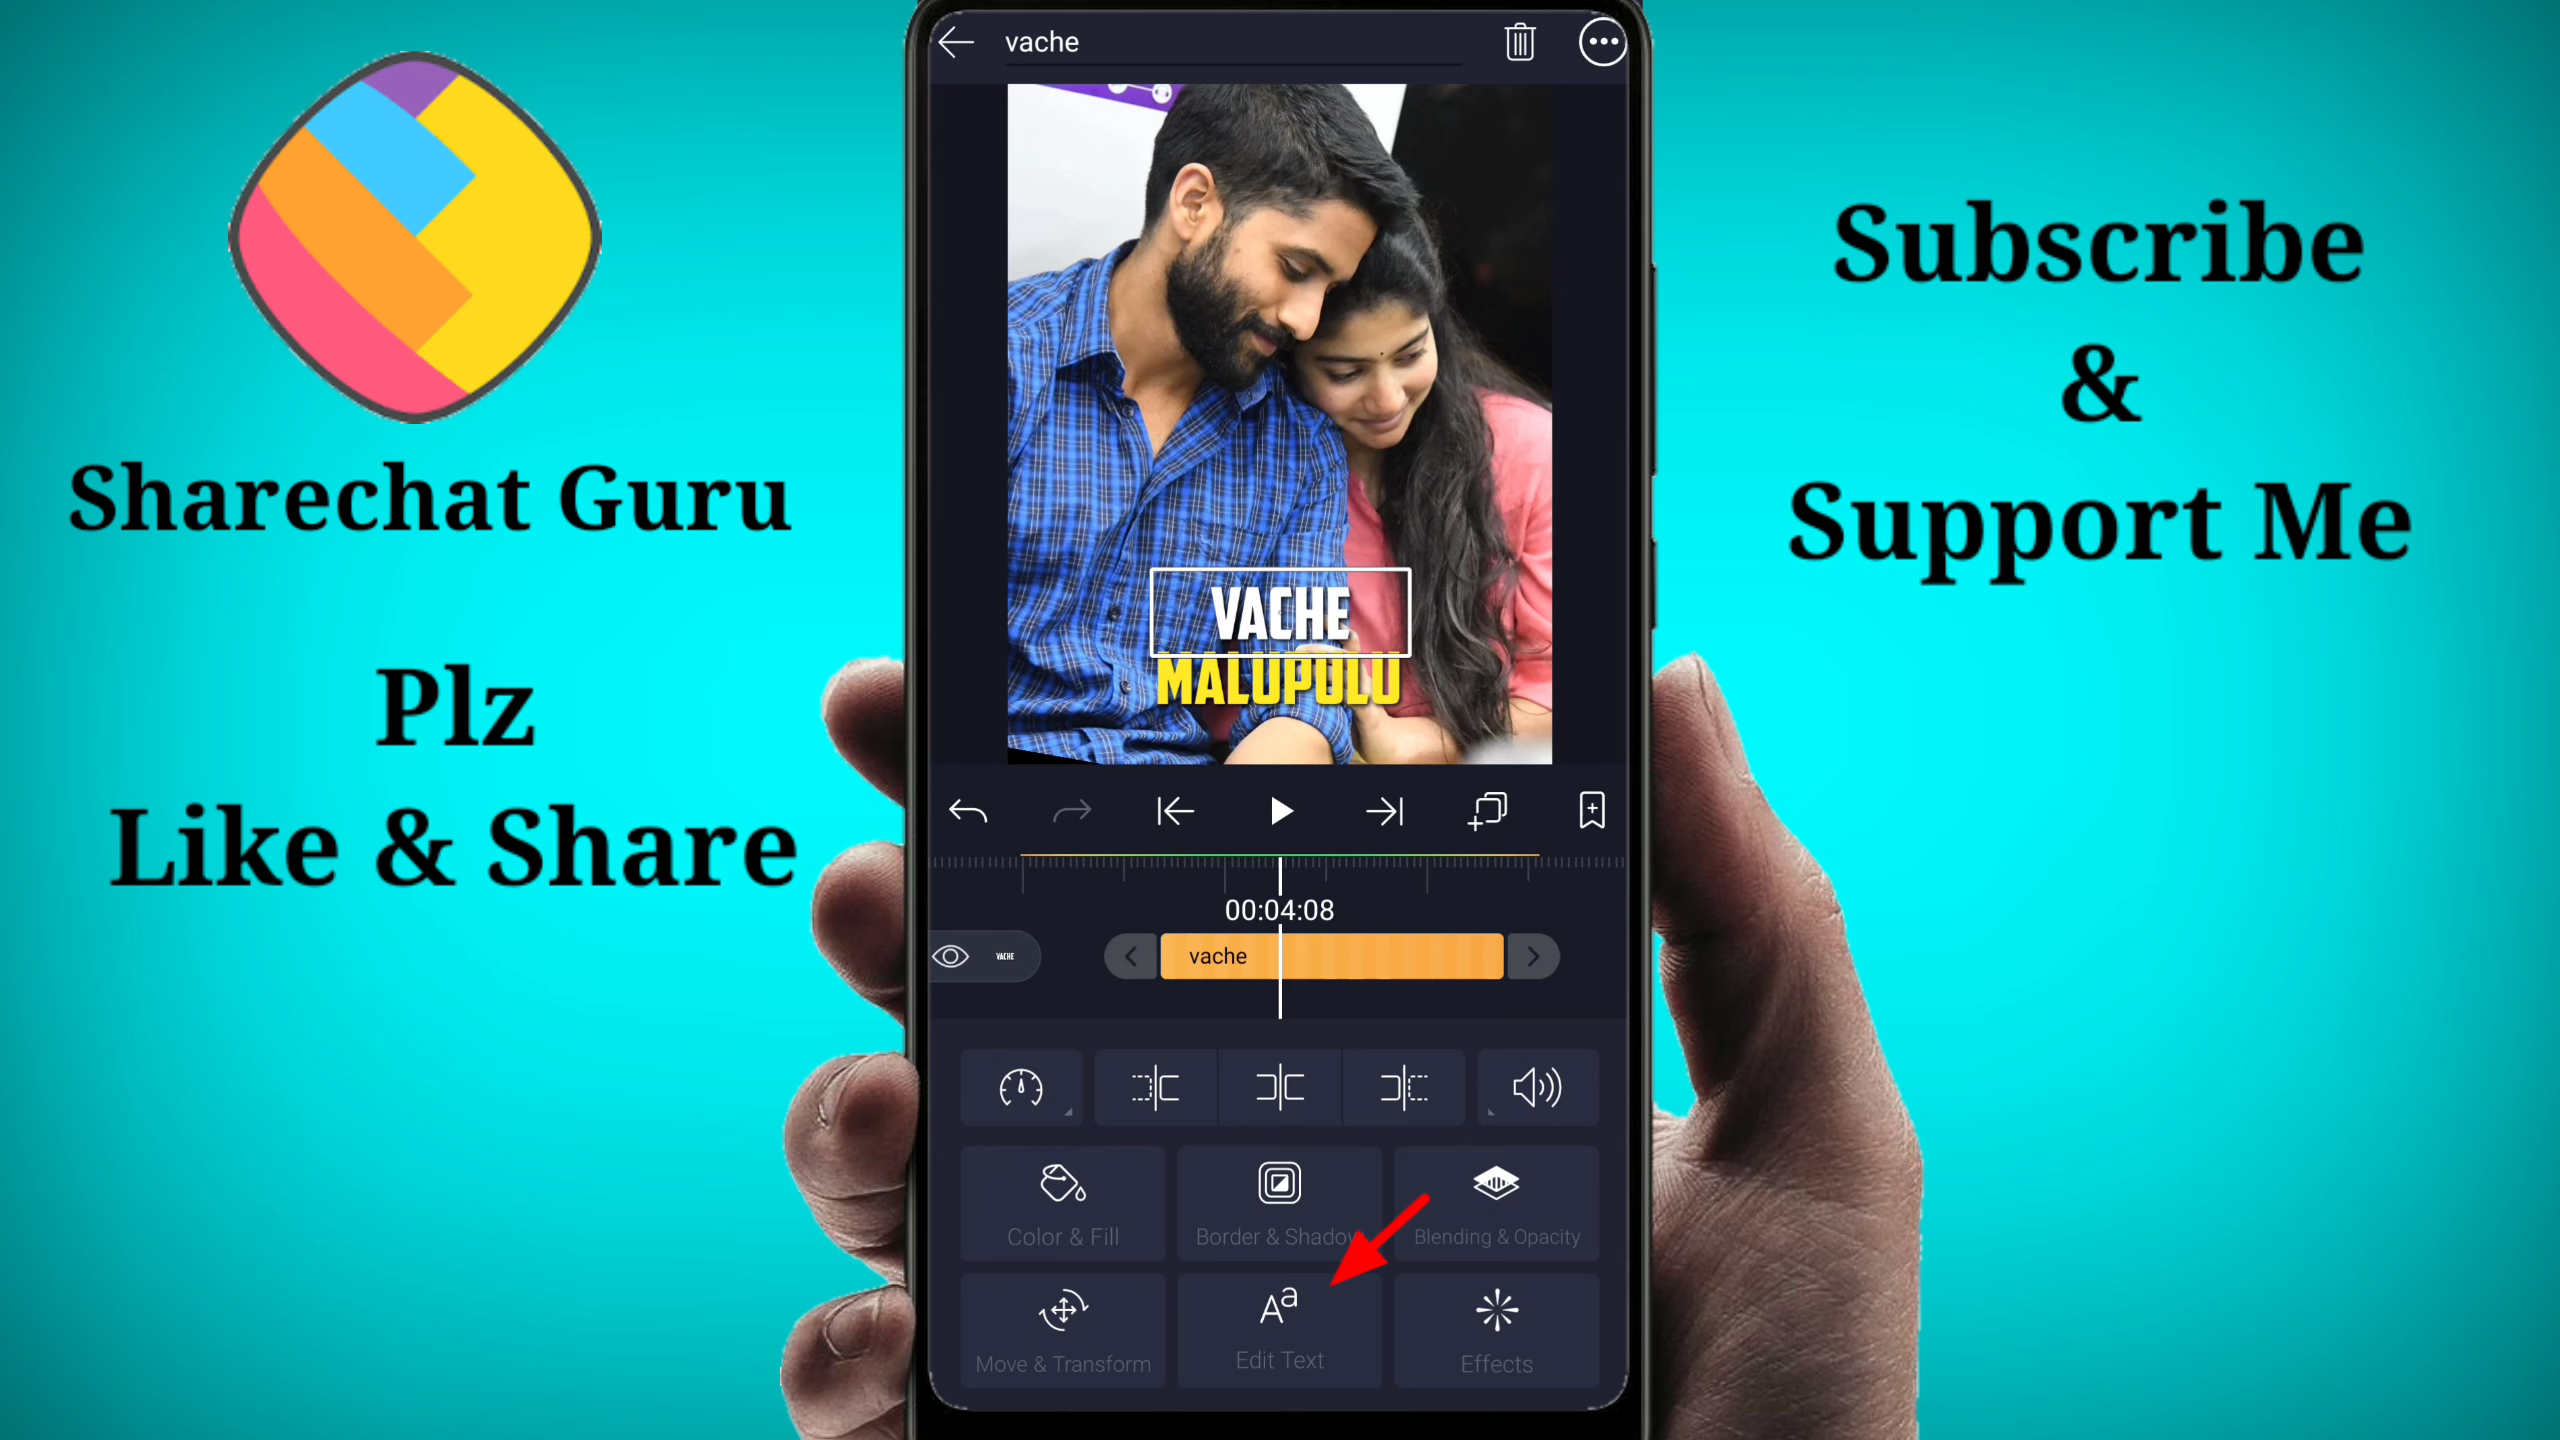 Sharechat Guru
Plz
Like & Share
vache
VACHE
MALUPULU
00:04:08
VACHE
vache
Color & Fill
Border & Shadow
Blending & Opacity
Move & Transform
Edit Text
Effects
Subscribe
&
Support Me